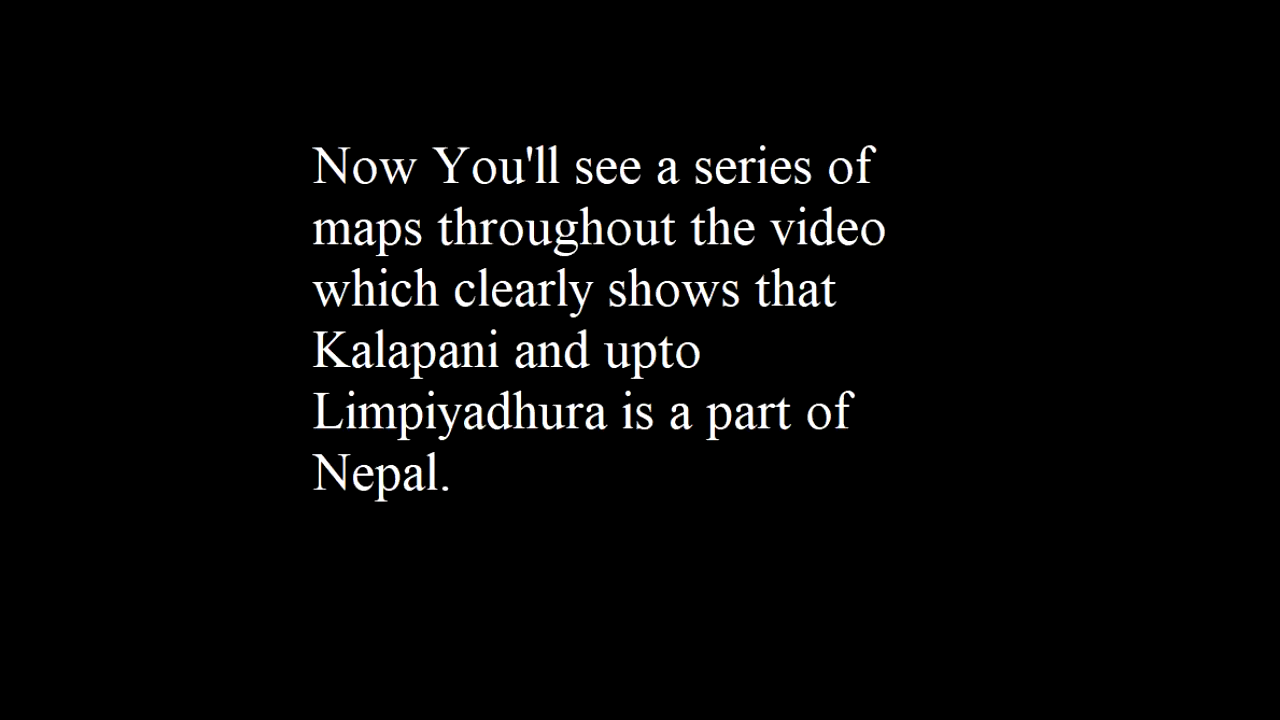 Now You'll see a series of
maps throughout the video
which clearly shows that
Kalapani and upto
Limpiyadhura is a part of
Nepal.